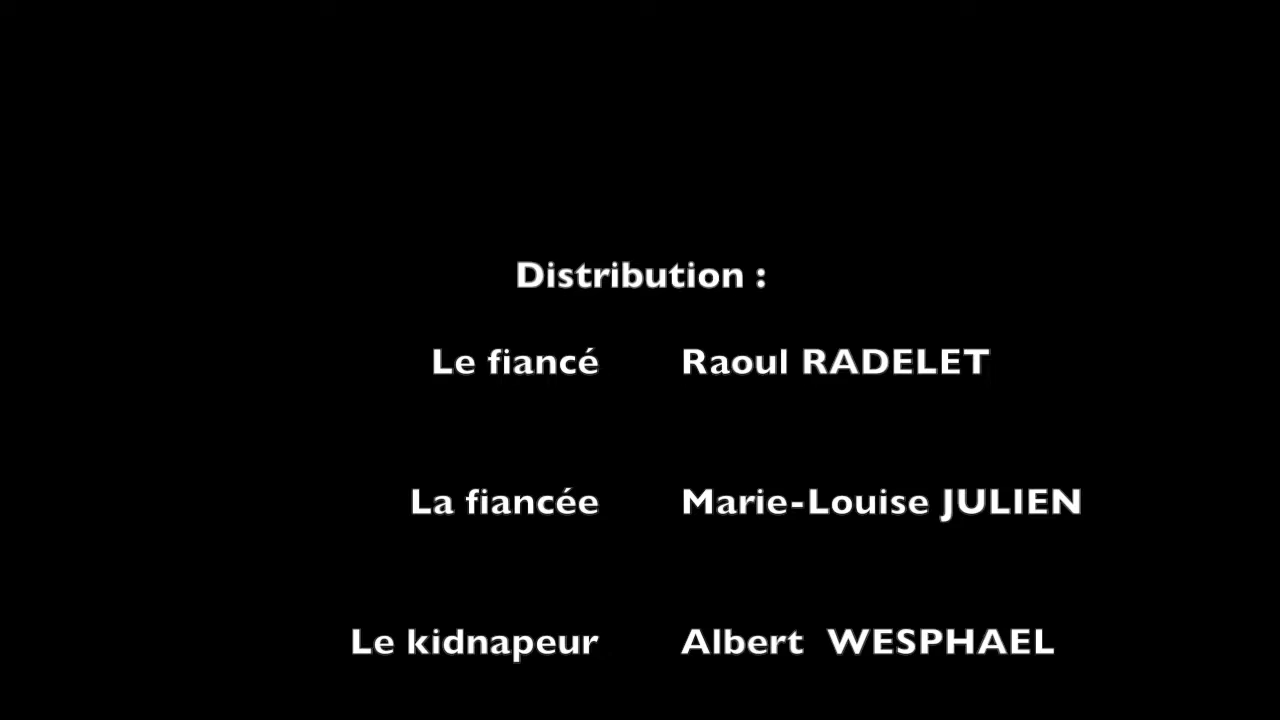 Distribution :
Le fiancé Raoul RADELET
La fiancée Marie-Louise JULIEN
Le kidnapeur Albert WESPHAEL